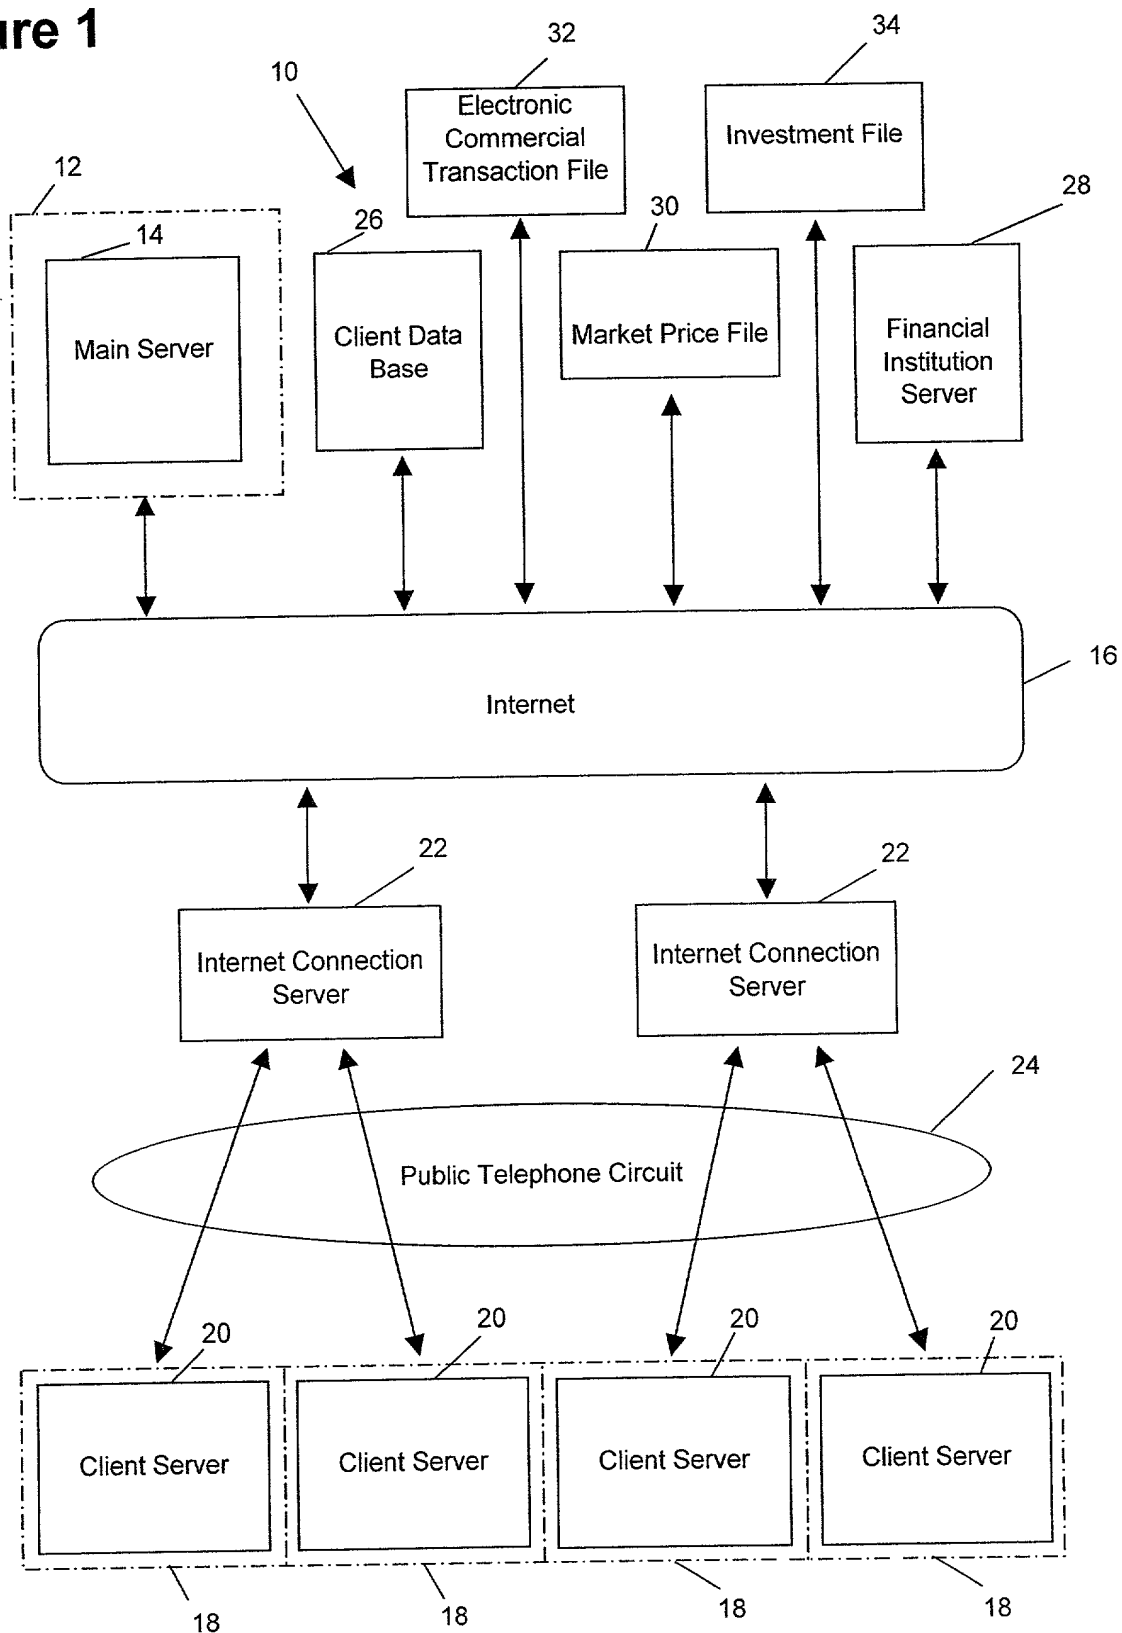 ure 1
32
34
10
Electronic
Commercial
Transaction File
Investment File
12
14
26
30
28
Main Server
Client Data
Base
Market Price File
Financial
Institution
Server
16
Internet
22
22
Internet Connection
Server
Internet Connection
Server
24
Public Telephone Circuit
20
20
20
20
Client Server
Client Server
Client Server
Client Server
18
18
18
18